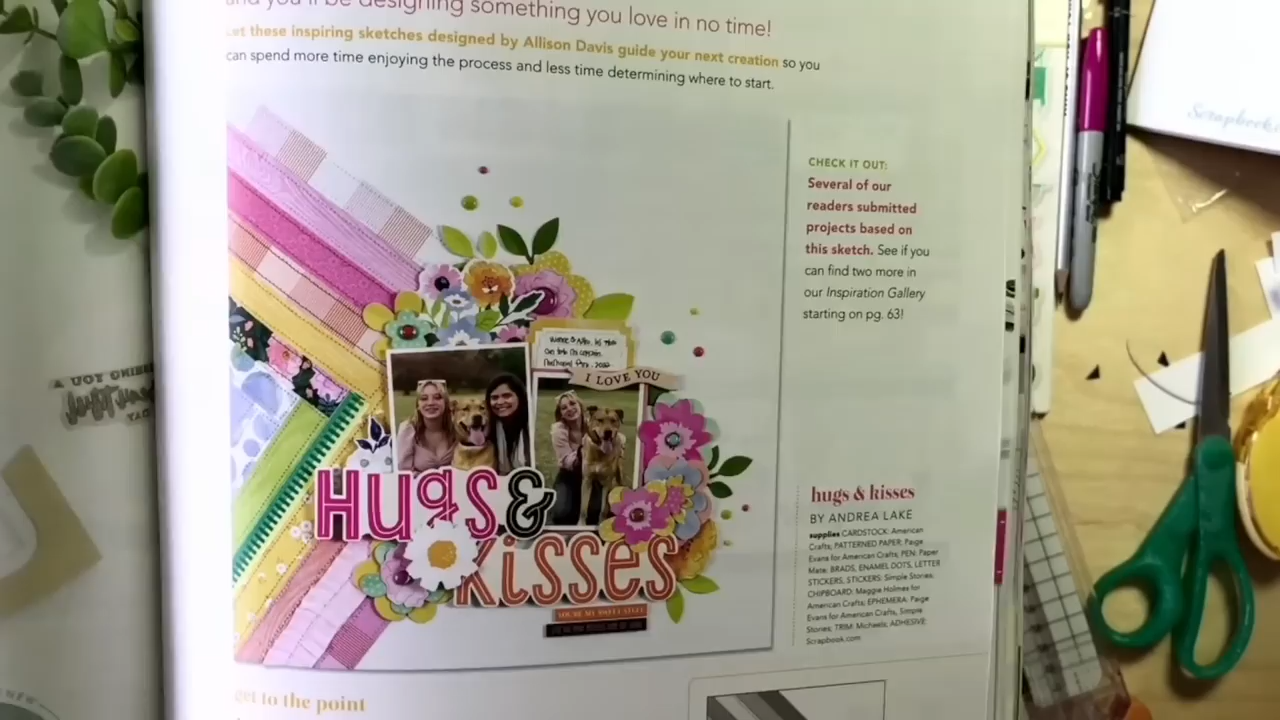 and you'll be designing something you love in no time!
Let these inspiring sketches designed by Allison Davis guide your next creation so you
can spend more time enjoying the process and less time determining where to start.
CHECK IT OUT:
Several of our
readers submitted
projects based on
this sketch. See if you
can find two more in
our Inspiration Gallery
starting on pg. 63!
I LOVE YOU
HUgS &
kisses
hugs & kisses
BY ANDREA LAKE
supplies CARDSTOCK: American
Crafts; PATTERNED PAPER: Paige
Evans for American Crafts; PEN: Paper
Mate; BRADS, ENAMEL DOTS, LETTER
STICKERS, STICKERS: Simple Stories;
CHIPBOARD: Maggie Holmes for
American Crafts; EPHEMERA: Paige
Evans for American Crafts, Simple
Stories; TRIM: Michaels; ADHESIVE:
Scrapbook.com
get to the point